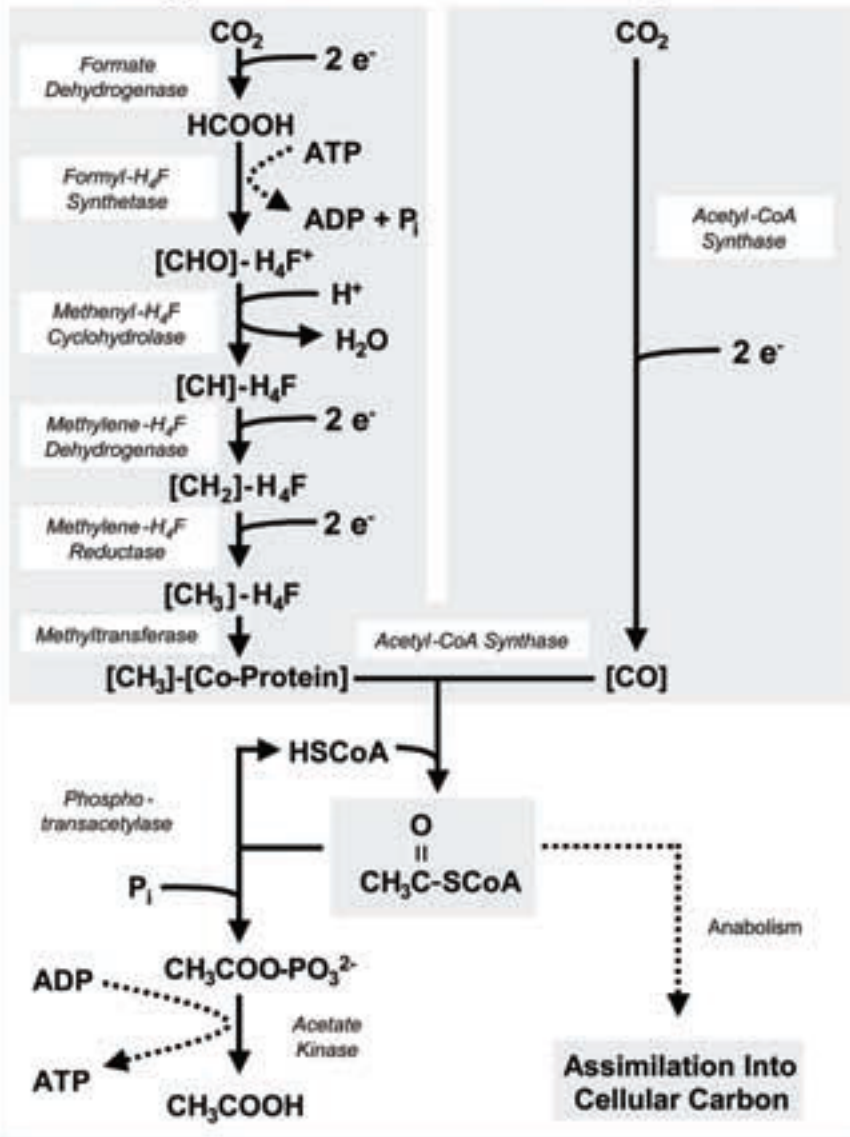 CO₂
2 e⁻
Formate
Dehydrogenase
HCOOH
ATP
Formyl-H₄F
Synthetase
ADP + Pᵢ
[CHO]-H₄F⁺
H⁺
Methenyl-H₄F
Cyclohydrolase
H₂O
[CH]-H₄F
2 e⁻
Methylene-H₄F
Dehydrogenase
[CH₂]-H₄F
2 e⁻
Methylene-H₄F
Reductase
[CH₃]-H₄F
Methyltransferase
[CH₃]-[Co-Protein]
CO₂
Acetyl-CoA
Synthase
2 e⁻
Acetyl-CoA Synthase
[CO]
HSCoA
Phospho-
transacetylase
O
CH₃C-SCoA
Pᵢ
Anabolism
CH₃COO-PO₃²⁻
ADP
Acetate
Kinase
ATP
CH₃COOH
Assimilation Into
Cellular Carbon